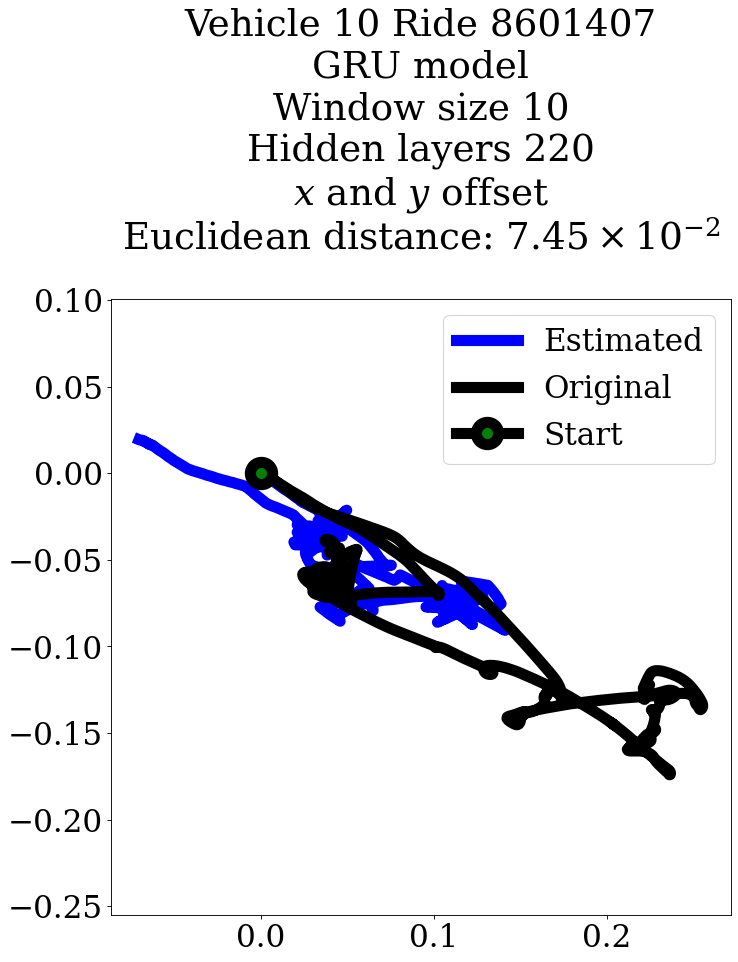 Vehicle 10 Ride 8601407
GRU model
Window size 10
Hidden layers 220
x and y offset
Euclidean distance: 7.45 × 10⁻²
Estimated
Original
Start
0.10
0.05
0.00
−0.05
−0.10
−0.15
−0.20
−0.25
0.0 0.1 0.2